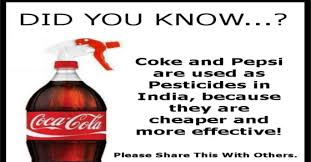 DID YOU KNOW...?
Coke and Pepsi
are used as
Pesticides in
India, because
they are
cheaper and
more effective!
Coca-Cola
Please Share This With Others.